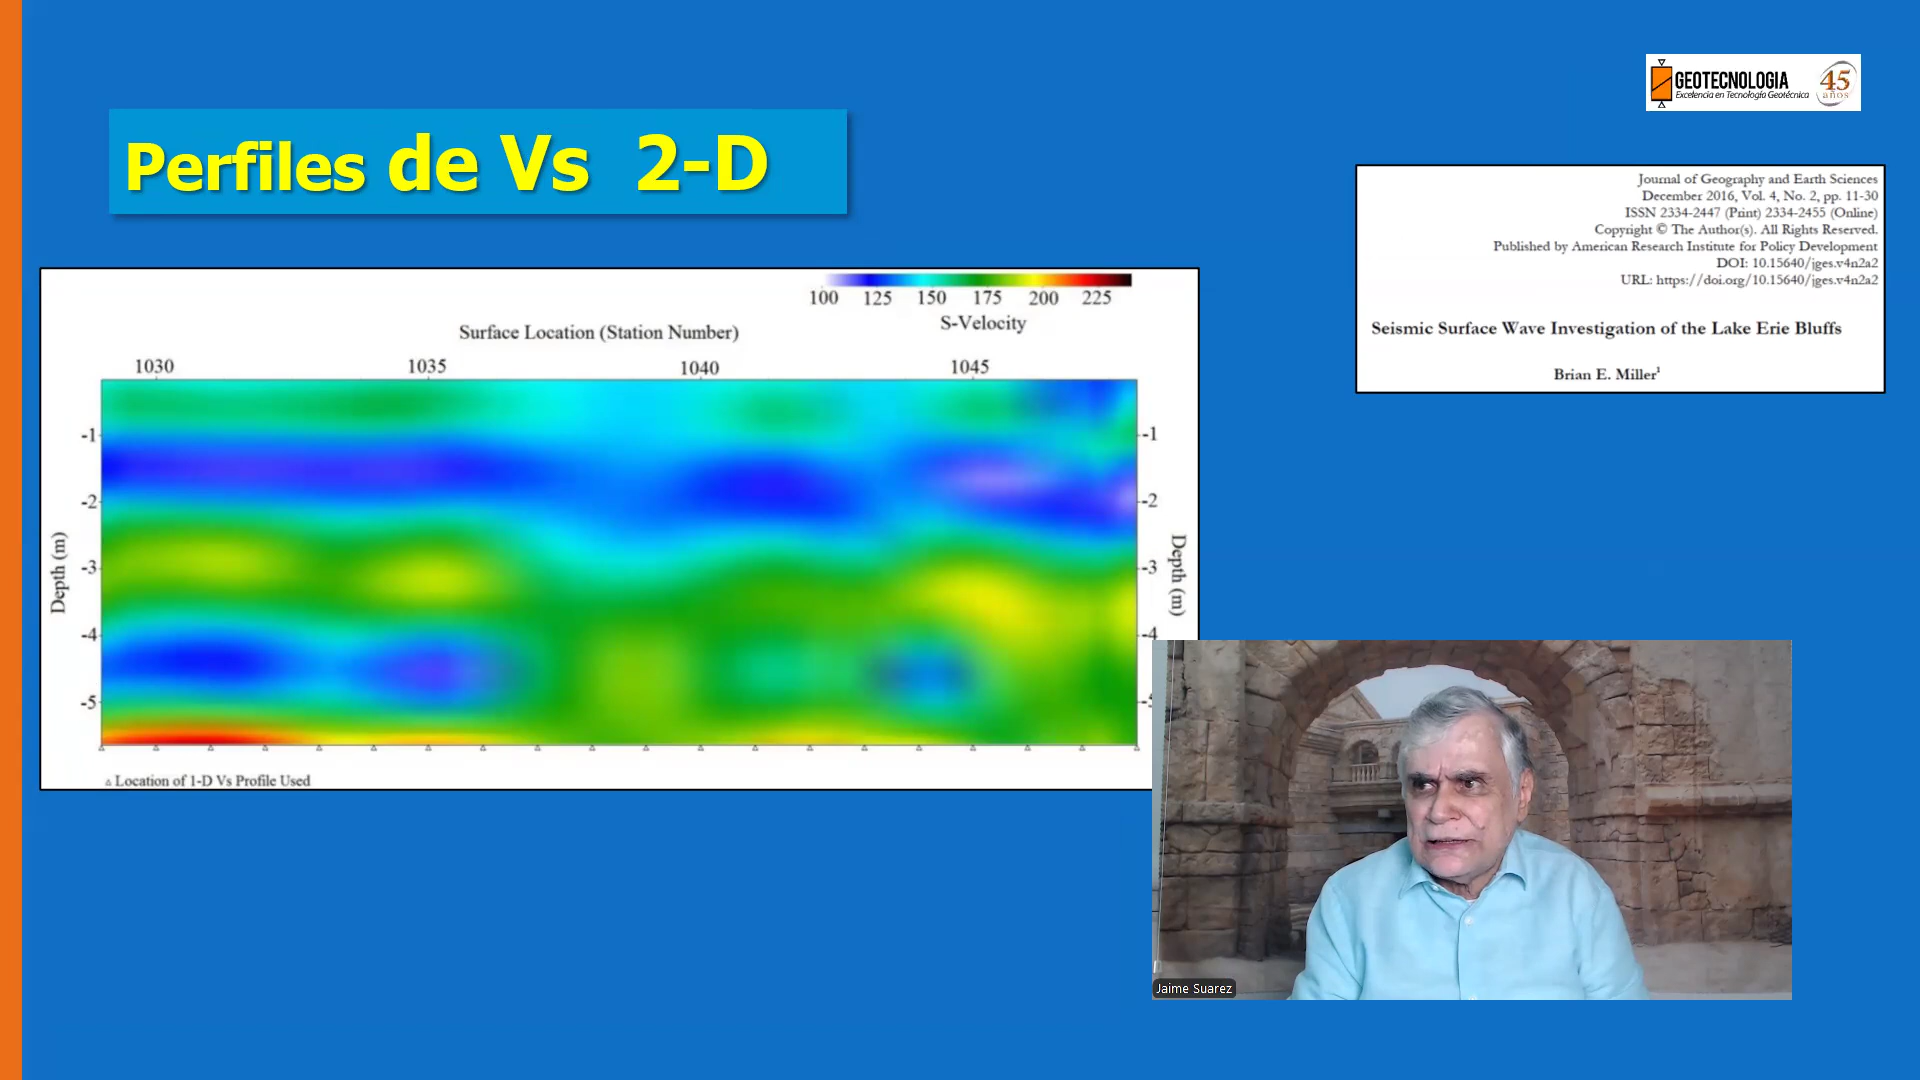 GEOTECNOLOGIA
Excelencia en Tecnología Geotécnica
45 años
Perfiles de Vs 2-D
Journal of Geography and Earth Sciences
December 2016, Vol. 4, No. 2, pp. 11-30
ISSN 2334-2447 (Print) 2334-2455 (Online)
Copyright © The Author(s). All Rights Reserved.
Published by American Research Institute for Policy Development
DOI: 10.15640/jges.v4n2a2
URL: https://doi.org/10.15640/jges.v4n2a2
Seismic Surface Wave Investigation of the Lake Erie Bluffs
Brian E. Miller¹
100 125 150 175 200 225
S-Velocity
Surface Location (Station Number)
1030 1035 1040 1045
Depth (m)
-1
-2
-3
-4
-5
-1
-2
-3
-4
Depth (m)
▵ Location of 1-D Vs Profile Used
Jaime Suarez